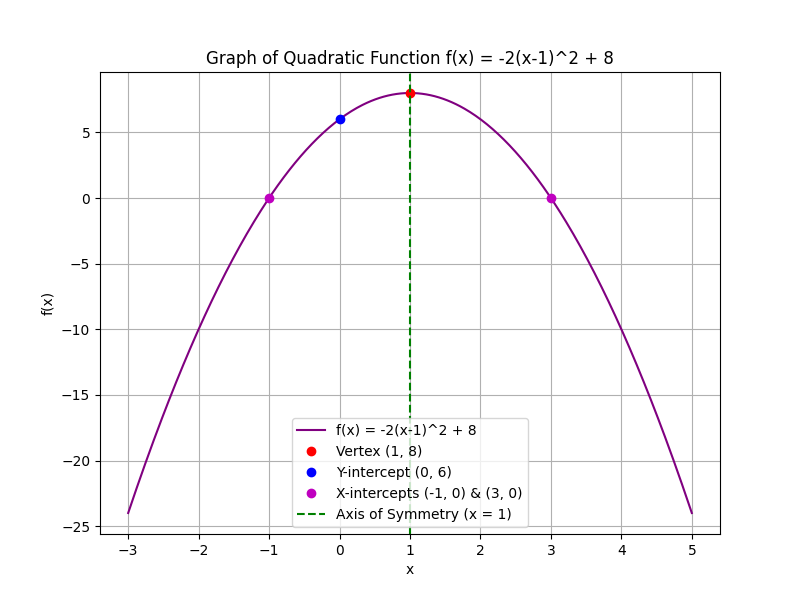 Graph of Quadratic Function f(x) = -2(x-1)^2 + 8
f(x)
5
0
−5
−10
−15
−20
−25
f(x) = -2(x-1)^2 + 8
Vertex (1, 8)
Y-intercept (0, 6)
X-intercepts (-1, 0) & (3, 0)
Axis of Symmetry (x = 1)
−3 −2 −1 0 1 2 3 4 5
x